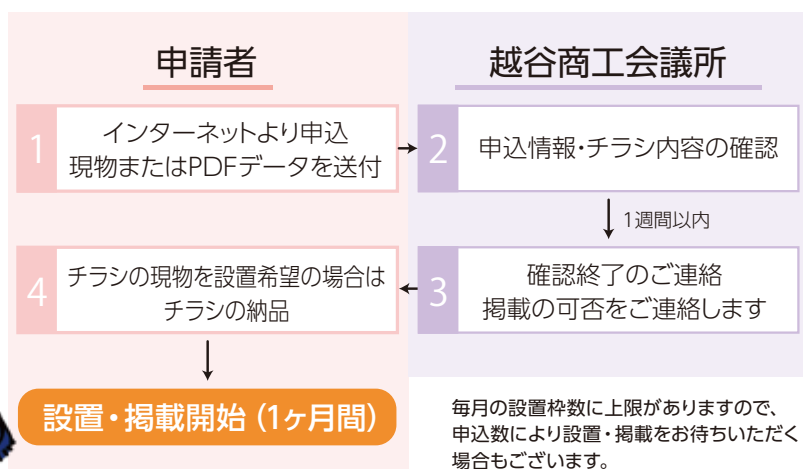 申請者
越谷商工会議所
1
インターネットより申込
現物またはPDFデータを送付
2
申込情報・チラシ内容の確認
1週間以内
3
確認終了のご連絡
掲載の可否をご連絡します
4
チラシの現物を設置希望の場合は
チラシの納品
設置・掲載開始（1ヶ月間）
毎月の設置枠数に上限がありますので、
申込数により設置・掲載をお待ちいただく
場合もございます。